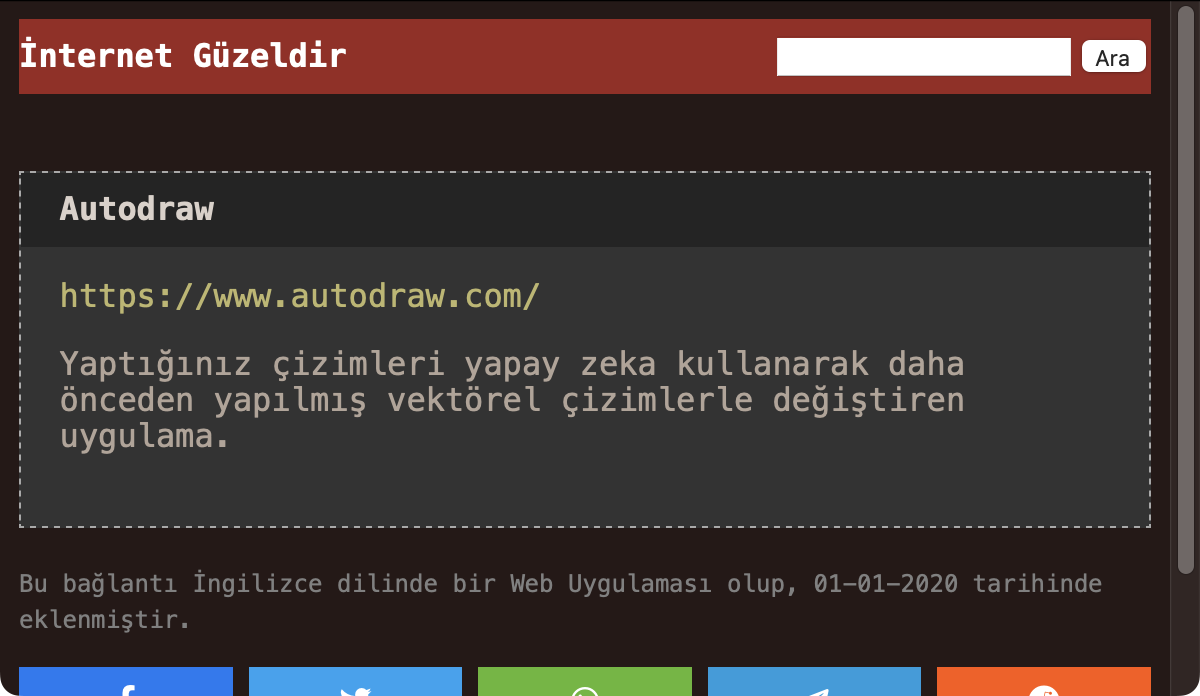 İnternet Güzeldir
Ara
Autodraw
https://www.autodraw.com/
Yaptığınız çizimleri yapay zeka kullanarak daha
önceden yapılmış vektörel çizimlerle değiştiren
uygulama.
Bu bağlantı İngilizce dilinde bir Web Uygulaması olup, 01-01-2020 tarihinde
eklenmiştir.